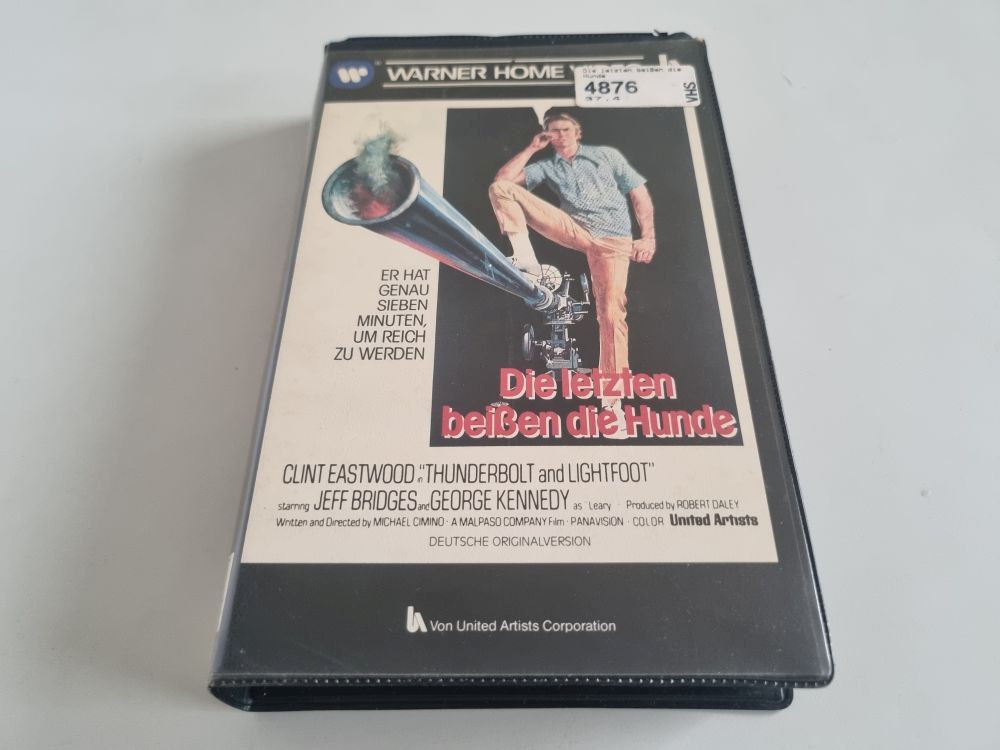 WARNER HOME
Die letzten beißen die
Hunde
4876
37.4
VHS
ER HAT
GENAU
SIEBEN
MINUTEN,
UM REICH
ZU WERDEN
Die letzten
beißen die Hunde
CLINT EASTWOOD in "THUNDERBOLT and LIGHTFOOT"
starring JEFF BRIDGES and GEORGE KENNEDY as "Leary · Produced by ROBERT DALEY
Written and Directed by MICHAEL CIMINO · A MALPASO COMPANY Film · PANAVISION · COLOR United Artists
DEUTSCHE ORIGINALVERSION
Von United Artists Corporation